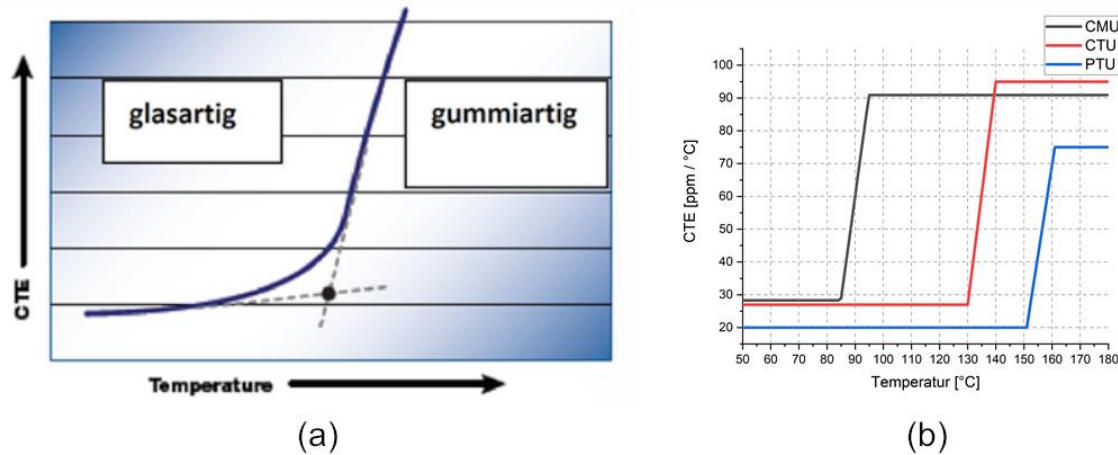 glasartig
gummiartig
CTE
Temperature
(a)
CMU
CTU
PTU
CTE [ppm / °C]
100
90
80
70
60
50
40
30
20
50 60 70 80 90 100 110 120 130 140 150 160 170 180
Temperatur [°C]
(b)